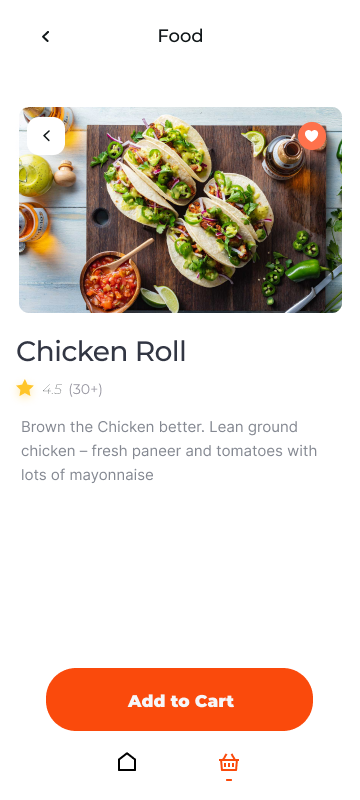 Food
Chicken Roll
4.5 (30+)
Brown the Chicken better. Lean ground
chicken – fresh paneer and tomatoes with
lots of mayonnaise
Add to Cart